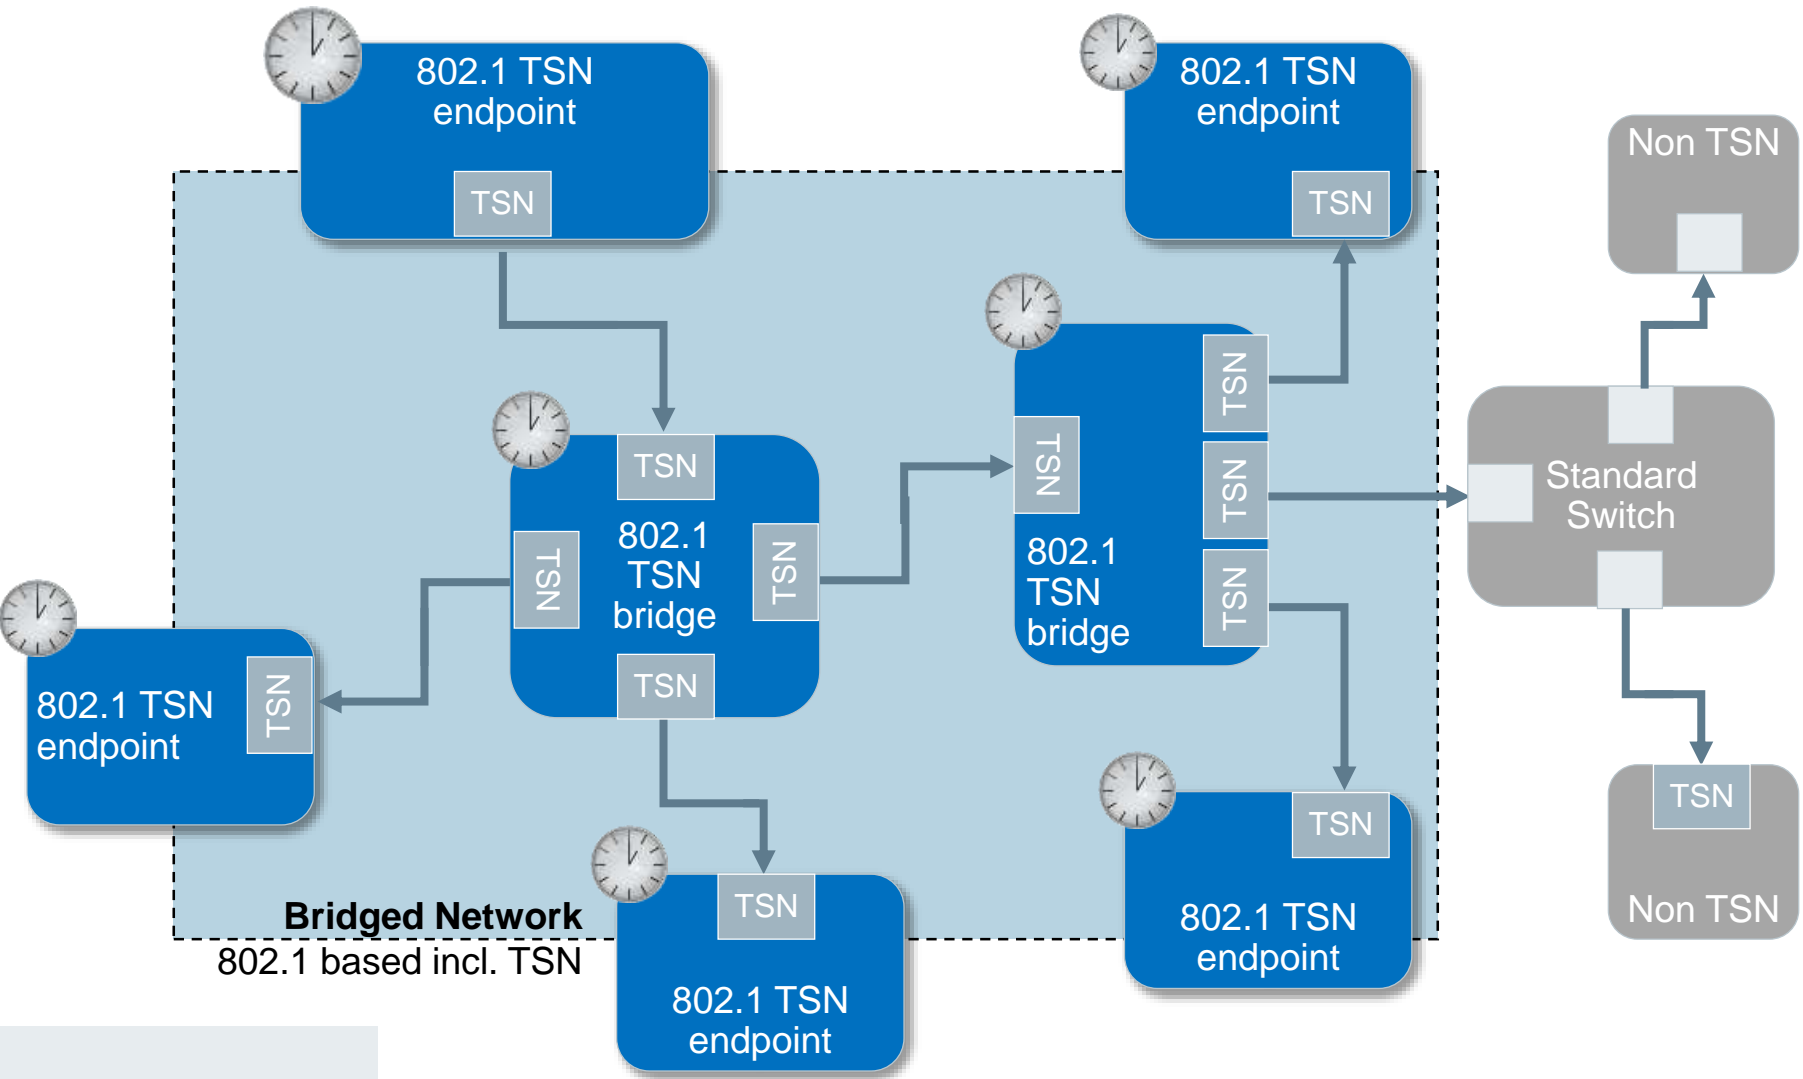 802.1 TSN
endpoint
TSN
802.1 TSN
endpoint
TSN
Non TSN
TSN
802.1
TSN
bridge
TSN
TSN
TSN
TSN
TSN
802.1
TSN
bridge
TSN
TSN
TSN
Standard
Switch
802.1 TSN
endpoint
TSN
Bridged Network
802.1 based incl. TSN
TSN
802.1 TSN
endpoint
TSN
802.1 TSN
endpoint
TSN
Non TSN